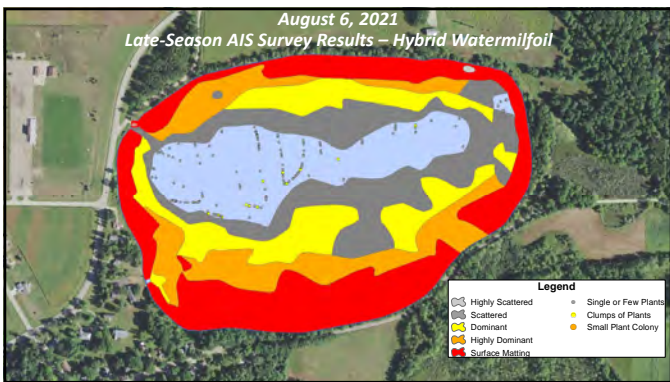 August 6, 2021
Late-Season AIS Survey Results – Hybrid Watermilfoil
Legend
Highly Scattered
Scattered
Dominant
Highly Dominant
Surface Matting
Single or Few Plants
Clumps of Plants
Small Plant Colony